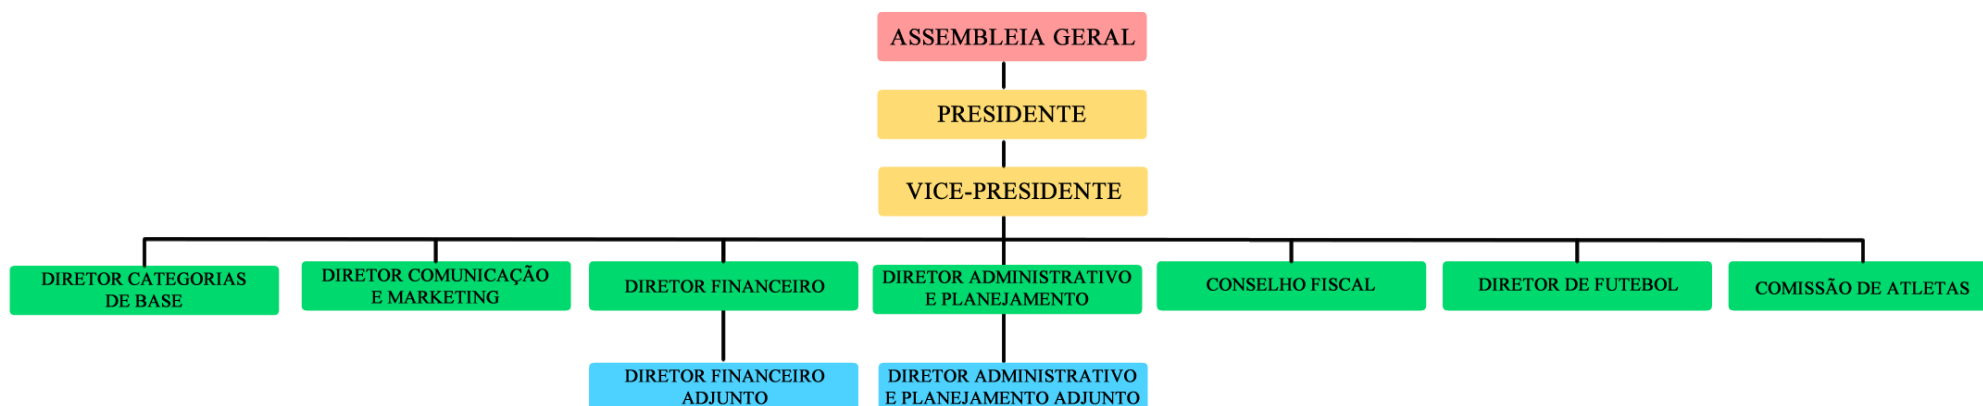 ASSEMBLEIA GERAL
PRESIDENTE
VICE-PRESIDENTE
DIRETOR CATEGORIAS
DE BASE
DIRETOR COMUNICAÇÃO
E MARKETING
DIRETOR FINANCEIRO
DIRETOR ADMINISTRATIVO
E PLANEJAMENTO
CONSELHO FISCAL
DIRETOR DE FUTEBOL
COMISSÃO DE ATLETAS
DIRETOR FINANCEIRO
ADJUNTO
DIRETOR ADMINISTRATIVO
E PLANEJAMENTO ADJUNTO